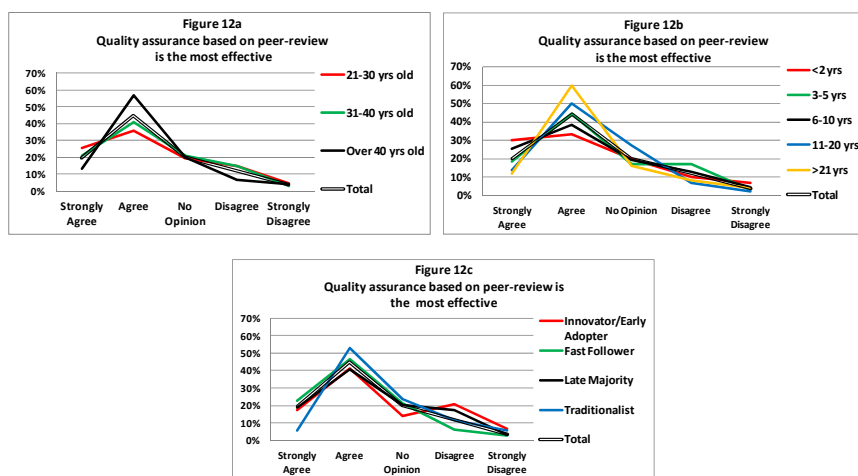 Figure 12a
Quality assurance based on peer-review
is the most effective
70%
60%
50%
40%
30%
20%
10%
0%
Strongly
Agree
Agree
No
Opinion
Disagree
Strongly
Disagree
21-30 yrs old
31-40 yrs old
Over 40 yrs old
Total
Figure 12b
Quality assurance based on peer-review
is the most effective
70%
60%
50%
40%
30%
20%
10%
0%
Strongly
Agree
Agree
No Opinion
Disagree
Strongly
Disagree
<2 yrs
3-5 yrs
6-10 yrs
11-20 yrs
>21 yrs
Total
Figure 12c
Quality assurance based on peer-review is
the most effective
70%
60%
50%
40%
30%
20%
10%
0%
Strongly
Agree
Agree
No
Opinion
Disagree
Strongly
Disagree
Innovator/Early
Adopter
Fast Follower
Late Majority
Traditionalist
Total